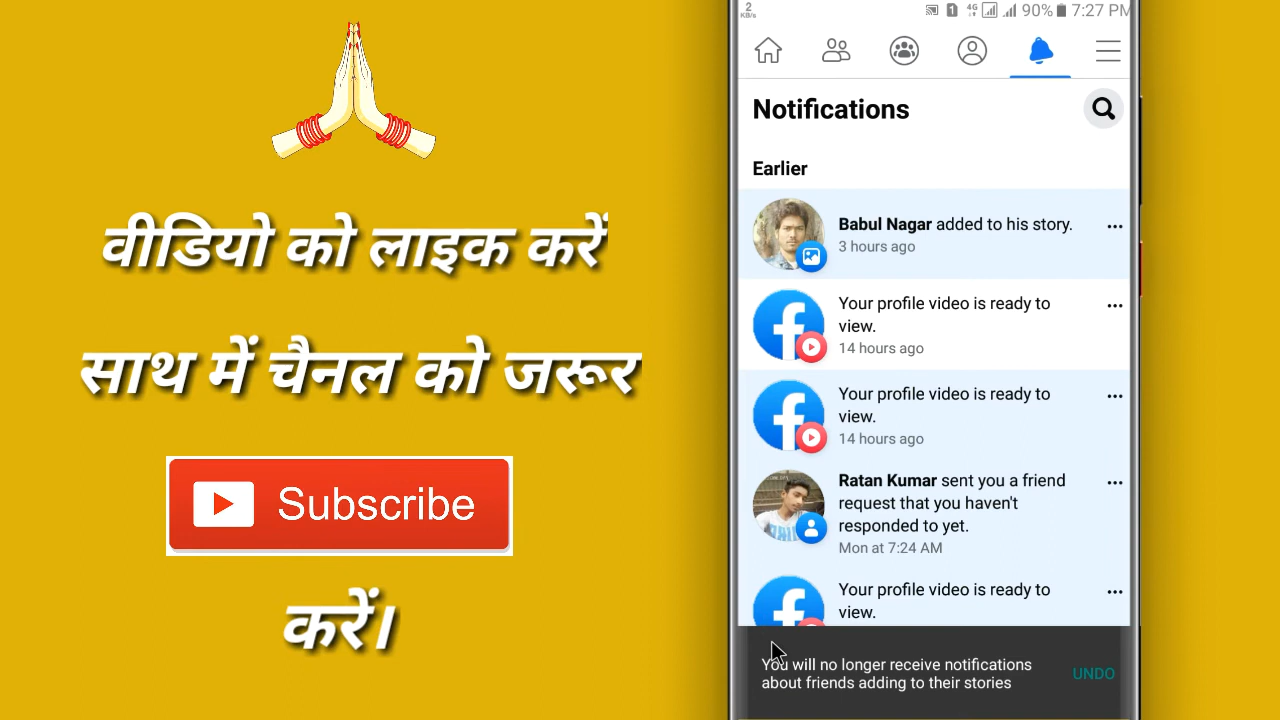 वीडियो को लाइक करें
साथ में चैनल को जरूर
Subscribe
करें।
2
KB/s
1 4G 90% 7:27 PM
Notifications
Earlier
Babul Nagar added to his story.
3 hours ago
Your profile video is ready to
view.
14 hours ago
Your profile video is ready to
view.
14 hours ago
Ratan Kumar sent you a friend
request that you haven't
responded to yet.
Mon at 7:24 AM
Your profile video is ready to
view.
You will no longer receive notifications
about friends adding to their stories
UNDO